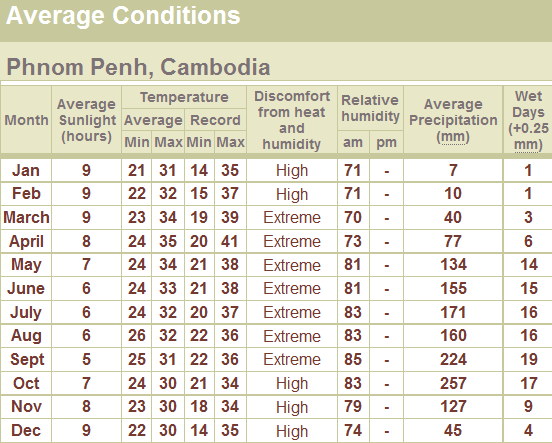 Average Conditions
Phnom Penh, Cambodia
Month Average Sunlight (hours) Temperature Discomfort from heat and humidity Relative humidity Average Precipitation (mm) Wet Days (+0.25 mm)
Average Record
Min Max Min Max am pm
Jan 9 21 31 14 35 High 71 - 7 1
Feb 9 22 32 15 37 High 71 - 10 1
March 9 23 34 19 39 Extreme 70 - 40 3
April 8 24 35 20 41 Extreme 73 - 77 6
May 7 24 34 21 38 Extreme 81 - 134 14
June 6 24 33 21 38 Extreme 81 - 155 15
July 6 24 32 20 37 Extreme 83 - 171 16
Aug 6 26 32 22 36 Extreme 83 - 160 16
Sept 5 25 31 22 36 Extreme 85 - 224 19
Oct 7 24 30 21 34 High 83 - 257 17
Nov 8 23 30 18 34 High 79 - 127 9
Dec 9 22 30 14 35 High 74 - 45 4